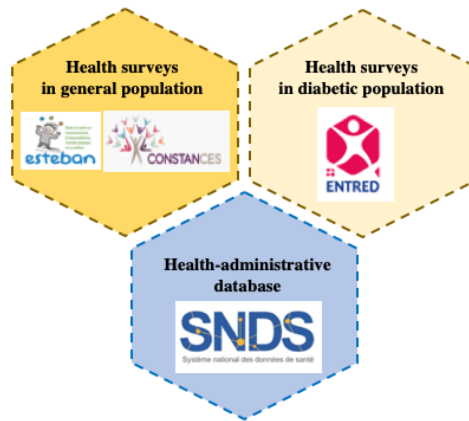 Health surveys
in general population
esteban
CONSTANCES
Health surveys
in diabetic population
ENTRED
Health-administrative
database
SNDS
Système national des données de santé